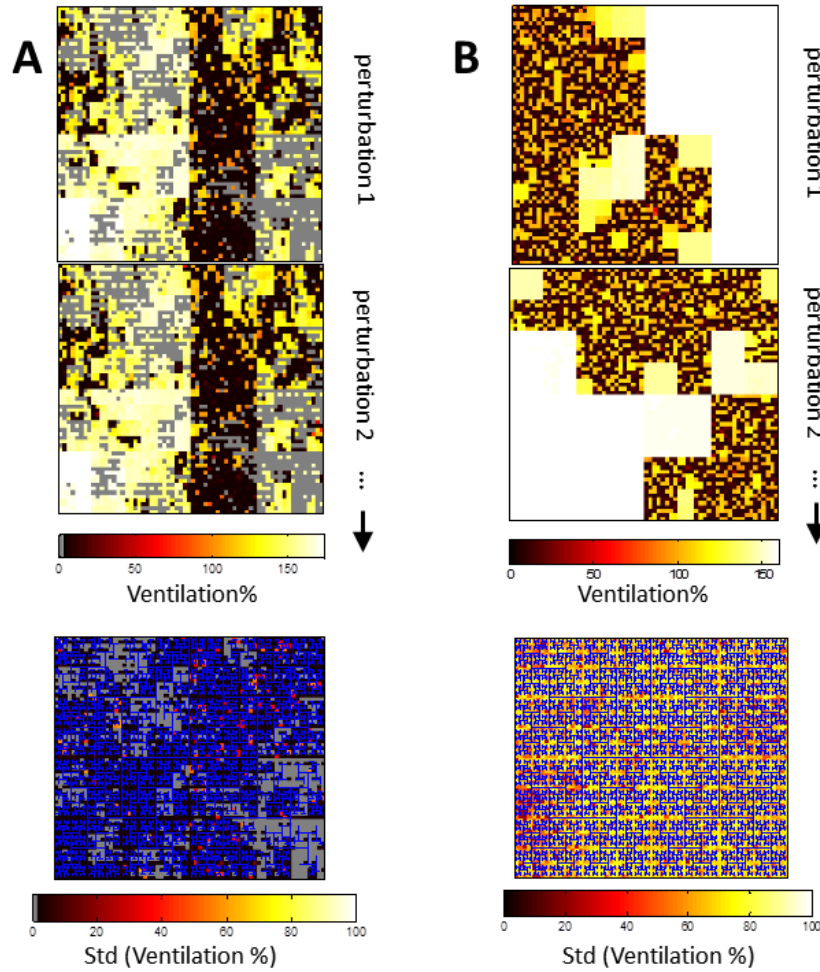 A
perturbation 1
B
perturbation 1
perturbation 2
...
perturbation 2
...
0 50 100 150
Ventilation%
0 50 100 150
Ventilation%
0 20 40 60 80 100
Std (Ventilation %)
0 20 40 60 80 100
Std (Ventilation %)